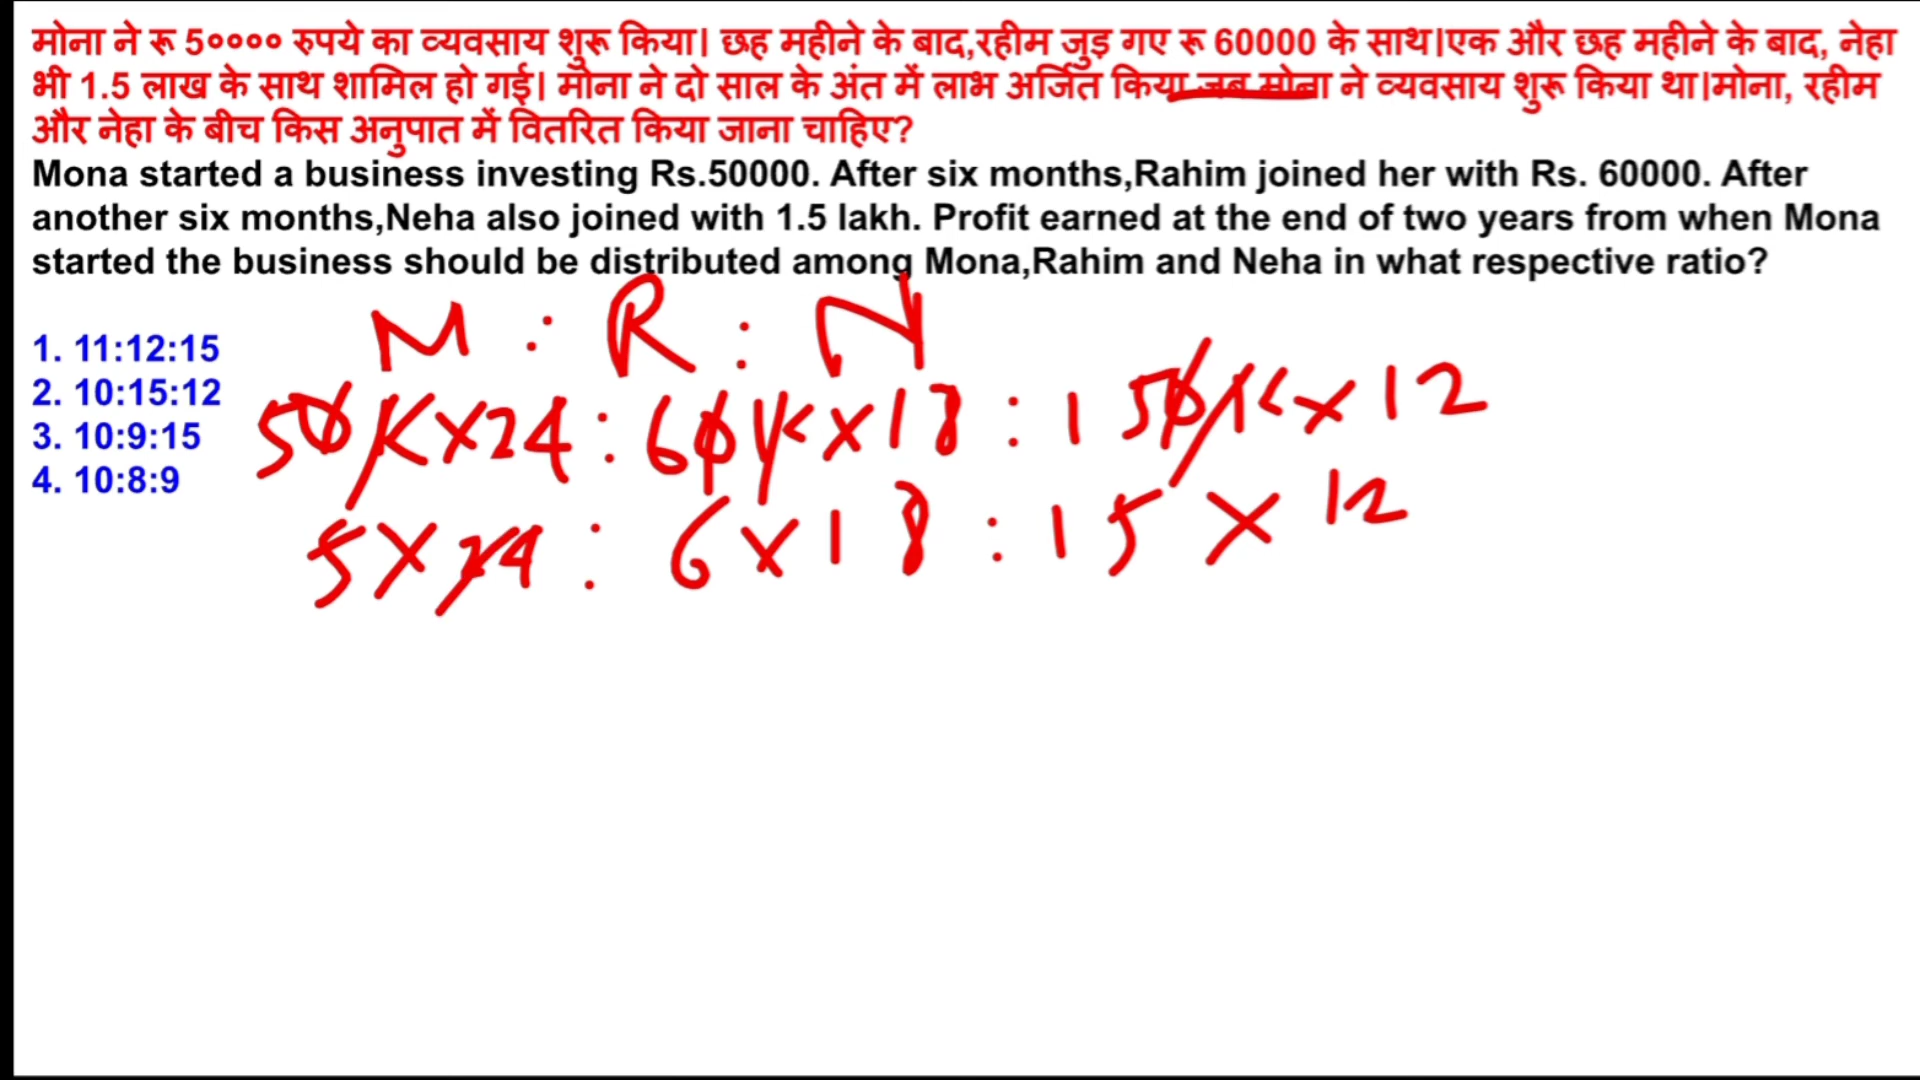 मोना ने रू 5०००० रुपये का व्यवसाय शुरू किया। छह महीने के बाद,रहीम जुड़ गए रू 60000 के साथ।एक और छह महीने के बाद, नेहा
भी 1.5 लाख के साथ शामिल हो गई। मोना ने दो साल के अंत में लाभ अर्जित किया जब मोना ने व्यवसाय शुरू किया था।मोना, रहीम
और नेहा के बीच किस अनुपात में वितरित किया जाना चाहिए?
Mona started a business investing Rs.50000. After six months,Rahim joined her with Rs. 60000. After
another six months,Neha also joined with 1.5 lakh. Profit earned at the end of two years from when Mona
started the business should be distributed among Mona,Rahim and Neha in what respective ratio?
M : R : N
1. 11:12:15
2. 10:15:12
3. 10:9:15
4. 10:8:9
50K×24 : 60K×18 : 150K×12
5×24 : 6×18 : 15×12